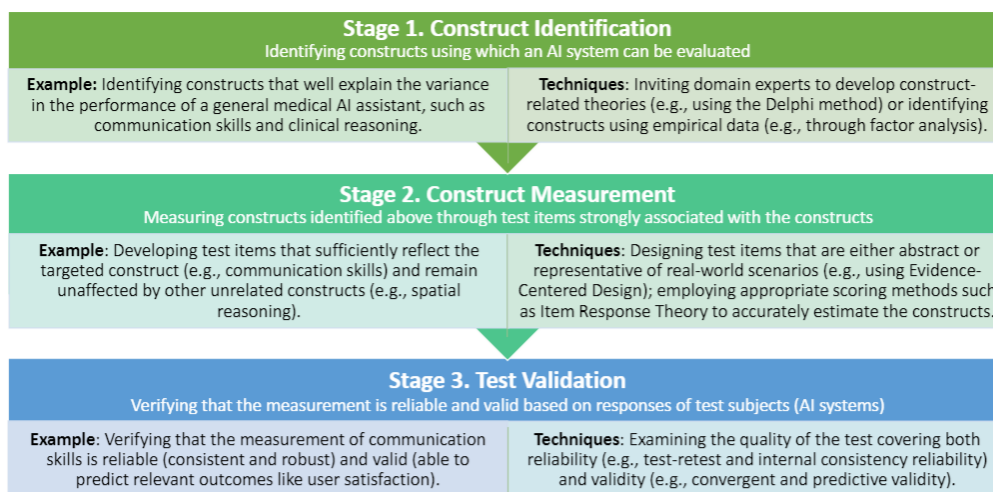 Stage 1. Construct Identification
Identifying constructs using which an AI system can be evaluated
Example: Identifying constructs that well explain the variance
in the performance of a general medical AI assistant, such as
communication skills and clinical reasoning.
Techniques: Inviting domain experts to develop construct-
related theories (e.g., using the Delphi method) or identifying
constructs using empirical data (e.g., through factor analysis).
Stage 2. Construct Measurement
Measuring constructs identified above through test items strongly associated with the constructs
Example: Developing test items that sufficiently reflect the
targeted construct (e.g., communication skills) and remain
unaffected by other unrelated constructs (e.g., spatial
reasoning).
Techniques: Designing test items that are either abstract or
representative of real-world scenarios (e.g., using Evidence-
Centered Design); employing appropriate scoring methods such
as Item Response Theory to accurately estimate the constructs.
Stage 3. Test Validation
Verifying that the measurement is reliable and valid based on responses of test subjects (AI systems)
Example: Verifying that the measurement of communication
skills is reliable (consistent and robust) and valid (able to
predict relevant outcomes like user satisfaction).
Techniques: Examining the quality of the test covering both
reliability (e.g., test-retest and internal consistency reliability)
and validity (e.g., convergent and predictive validity).